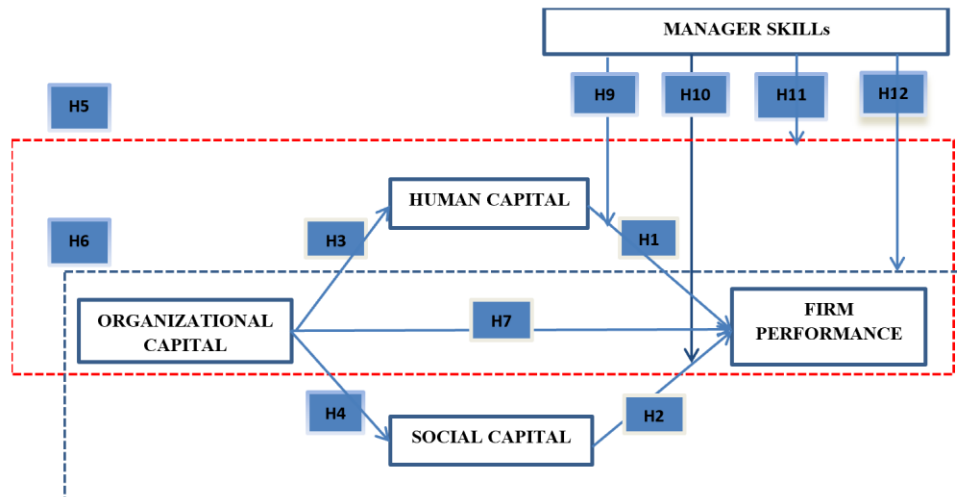 MANAGER SKILLs
H5
H9
H10
H11
H12
HUMAN CAPITAL
H6
H3
H1
ORGANIZATIONAL
CAPITAL
H7
FIRM
PERFORMANCE
H4
SOCIAL CAPITAL
H2